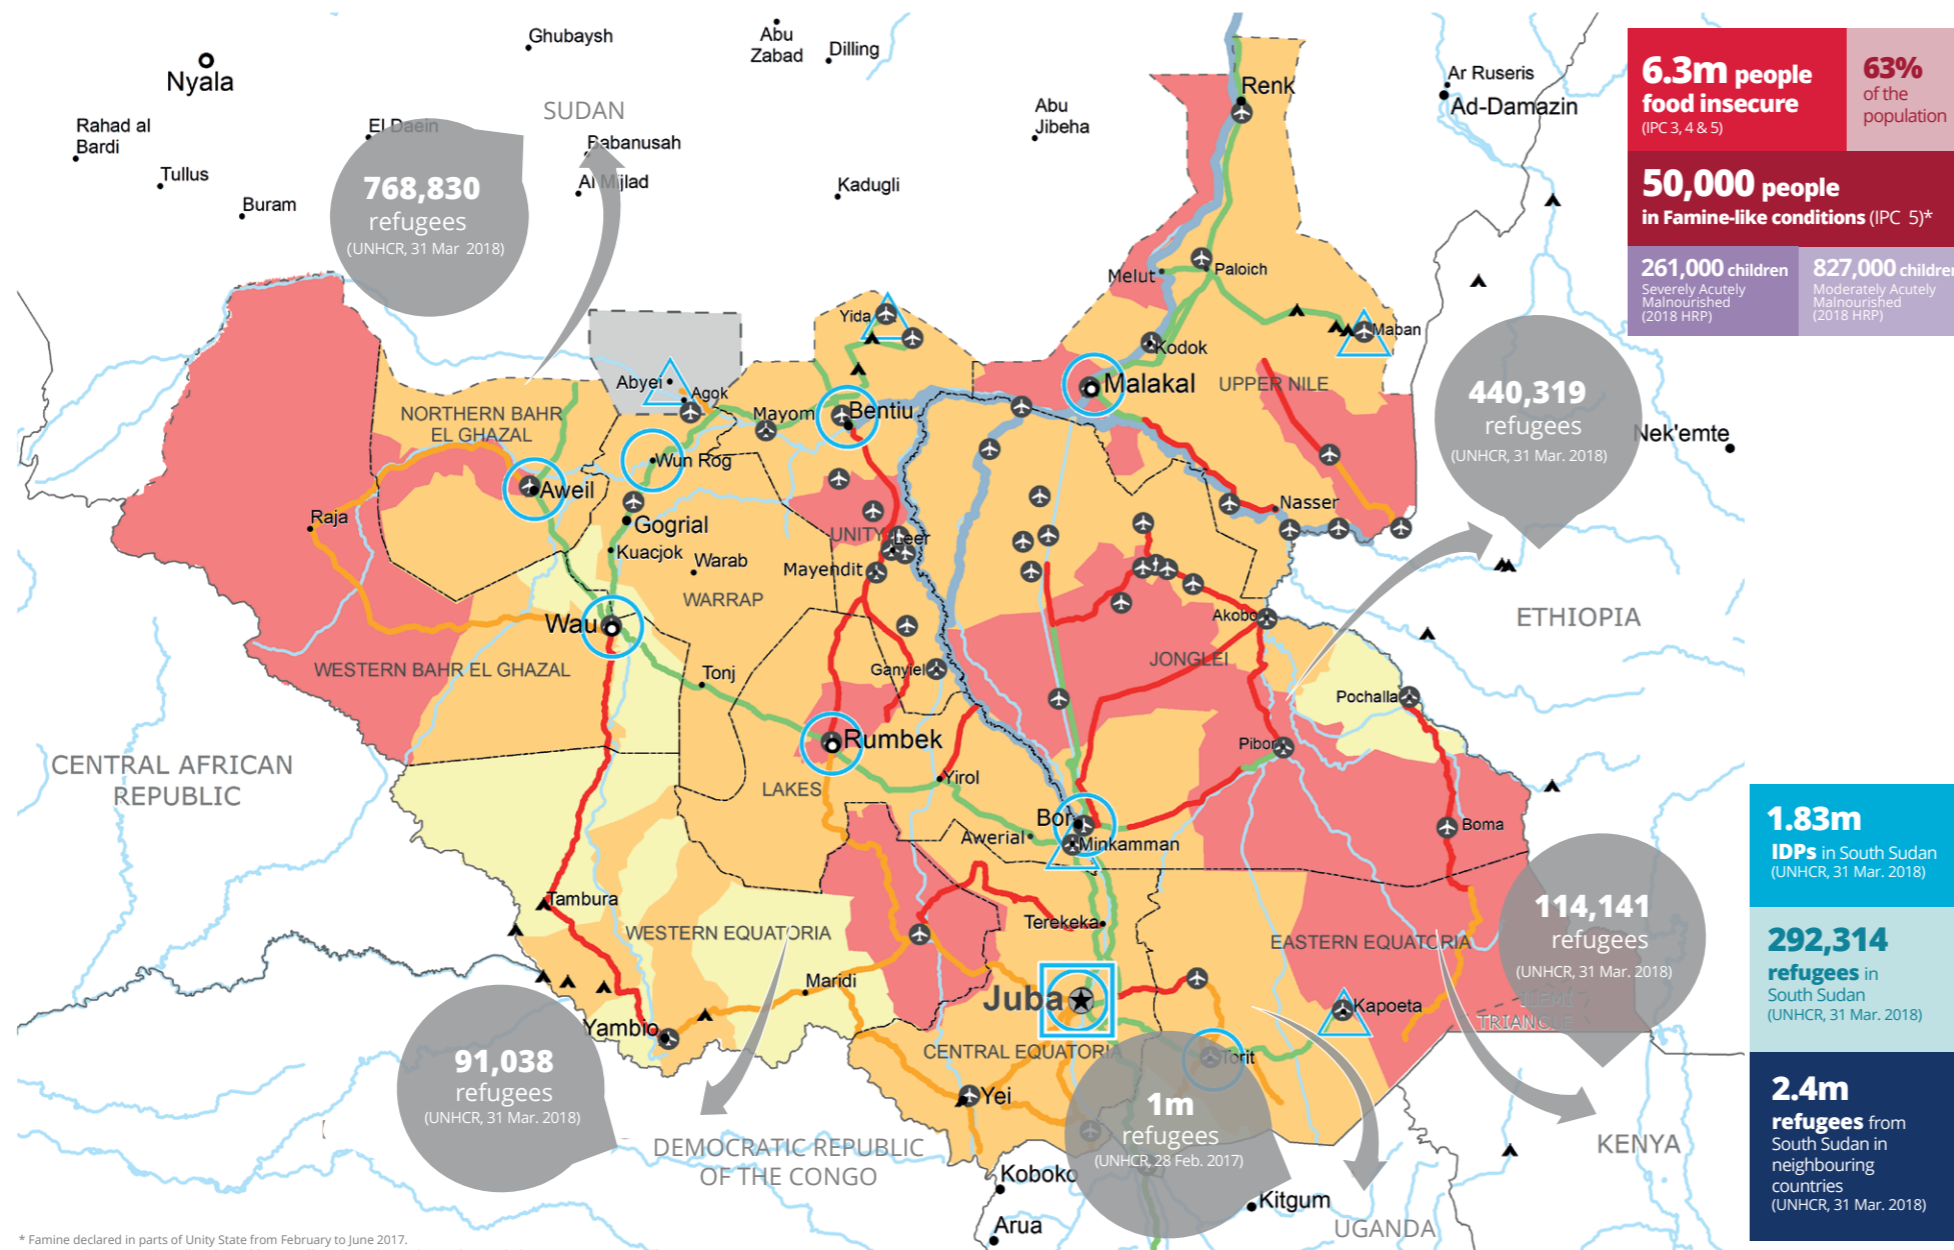 Ghubaysh
Abu
Zabad
Dilling
Nyala
SUDAN
Rahad al
Bardi
El Daein
Babanusah
Abu
Jibeha
Renk
Ar Ruseris
Ad-Damazin
Tullus
Al Mijlad
Kadugli
Buram
768,830
refugees
(UNHCR, 31 Mar 2018)
6.3m people
food insecure
(IPC 3, 4 & 5)
63%
of the
population
50,000 people
in Famine-like conditions (IPC 5)*
261,000 children
Severely Acutely
Malnourished
(2018 HRP)
827,000 children
Moderately Acutely
Malnourished
(2018 HRP)
Melut
Paloich
Yida
Maban
Kodok
Abyei
Agok
Malakal
UPPER NILE
440,319
refugees
(UNHCR, 31 Mar. 2018)
NORTHERN BAHR
EL GHAZAL
Mayom
Bentiu
Nek'emte
Wun Rog
Aweil
Raja
Gogrial
Nasser
UNITY
Leer
Kuacjok
Warab
Mayendit
WARRAP
Akobo
ETHIOPIA
Wau
WESTERN BAHR EL GHAZAL
Tonj
Ganyiel
JONGLEI
Pochalla
Rumbek
Pibor
CENTRAL AFRICAN
REPUBLIC
LAKES
Yirol
Bor
Awerial
Minkamman
Boma
1.83m
IDPs in South Sudan
(UNHCR, 31 Mar. 2018)
Tambura
WESTERN EQUATORIA
Terekeka
EASTERN EQUATORIA
114,141
refugees
(UNHCR, 31 Mar. 2018)
292,314
refugees in
South Sudan
(UNHCR, 31 Mar. 2018)
Maridi
Juba
Kapoeta
ILEMI
TRIANGLE
Yambio
CENTRAL EQUATORIA
Torit
91,038
refugees
(UNHCR, 31 Mar. 2018)
Yei
1m
refugees
(UNHCR, 28 Feb. 2017)
2.4m
refugees from
South Sudan in
neighbouring
countries
(UNHCR, 31 Mar. 2018)
KENYA
DEMOCRATIC REPUBLIC
OF THE CONGO
Koboko
Kitgum
Arua
UGANDA
* Famine declared in parts of Unity State from February to June 2017.